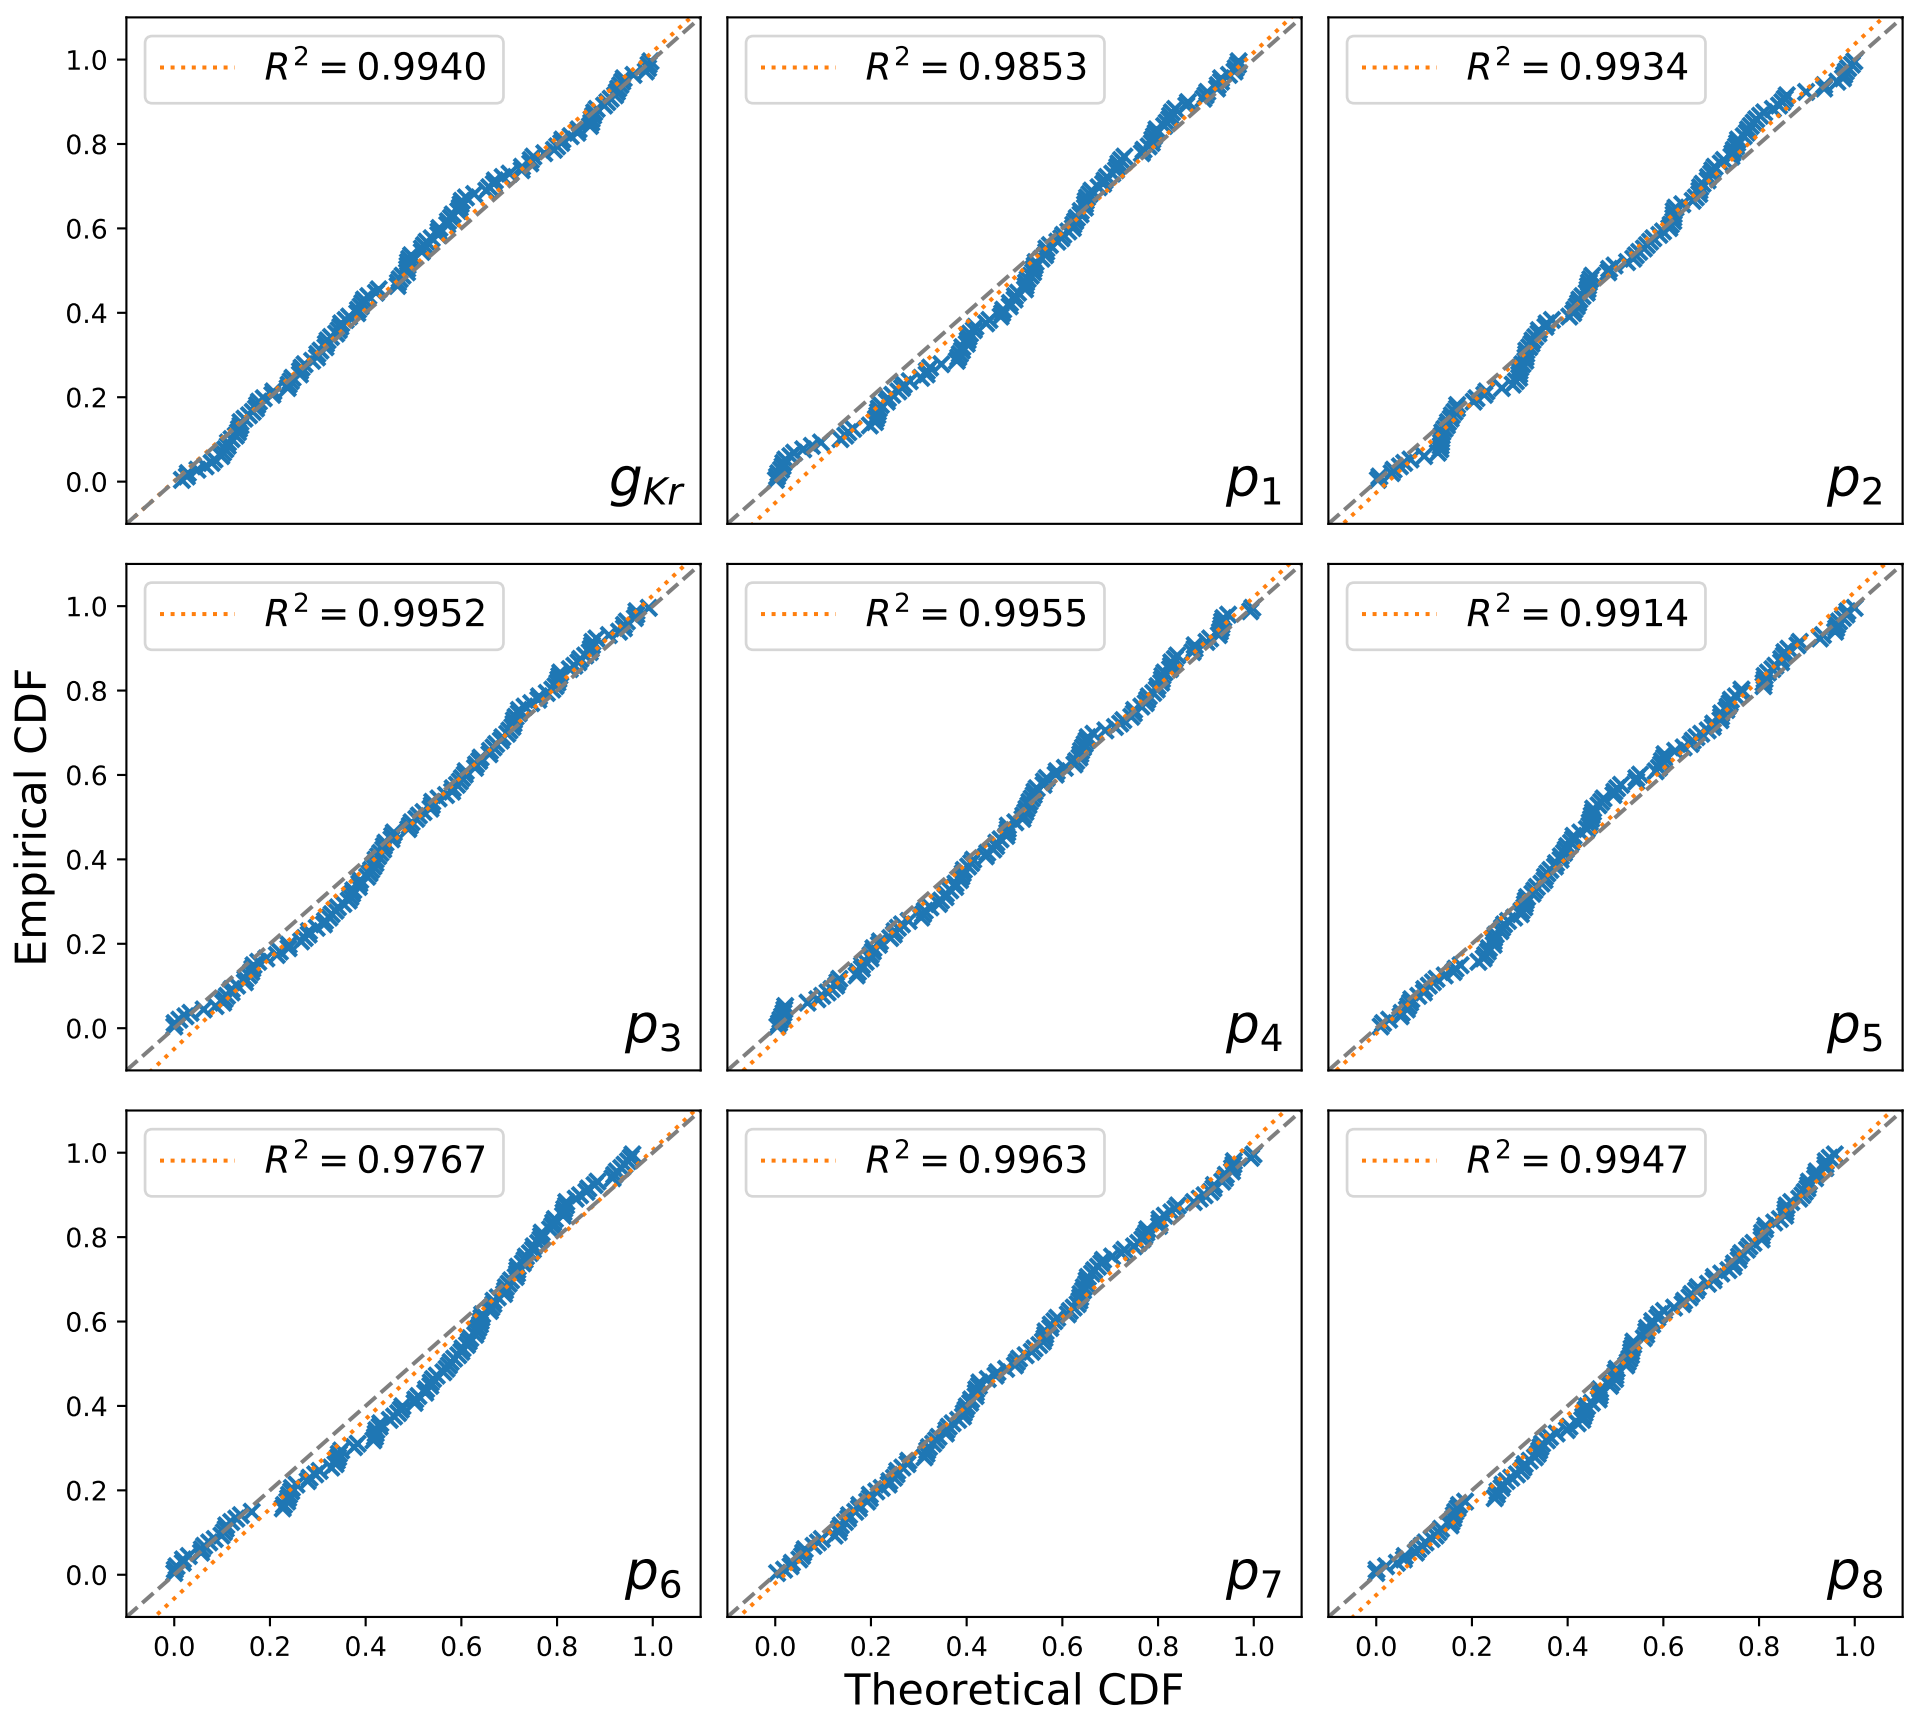 R² = 0.9940
R² = 0.9853
R² = 0.9934
1.0
0.8
0.6
0.4
0.2
0.0
g_Kr
p₁
p₂
R² = 0.9952
R² = 0.9955
R² = 0.9914
1.0
0.8
0.6
0.4
0.2
0.0
p₃
p₄
p₅
Empirical CDF
R² = 0.9767
R² = 0.9963
R² = 0.9947
1.0
0.8
0.6
0.4
0.2
0.0
p₆
p₇
p₈
0.0 0.2 0.4 0.6 0.8 1.0
0.0 0.2 0.4 0.6 0.8 1.0
0.0 0.2 0.4 0.6 0.8 1.0
Theoretical CDF